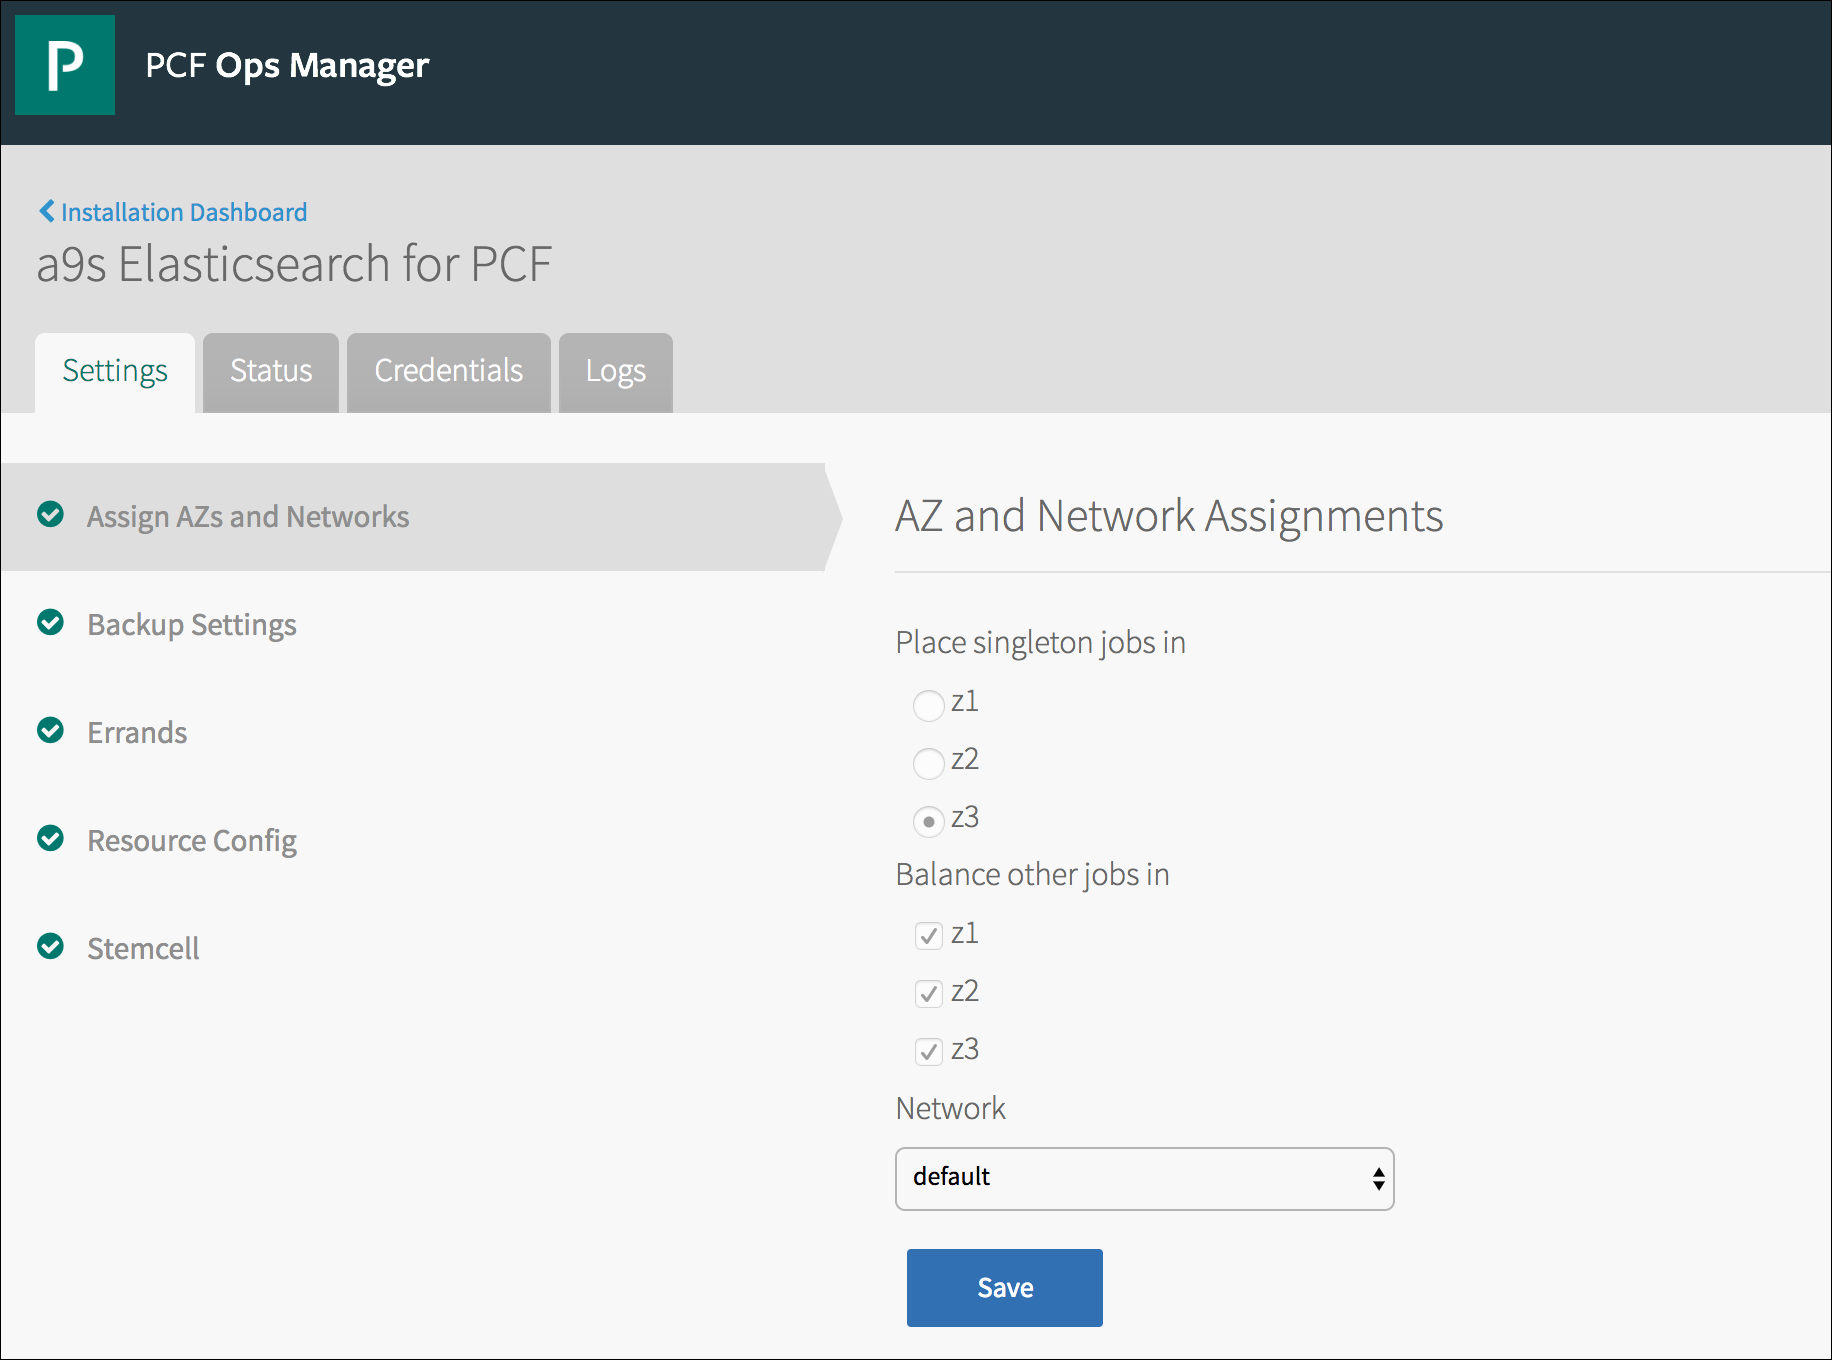 P
PCF Ops Manager
Installation Dashboard
a9s Elasticsearch for PCF
Settings
Status
Credentials
Logs
Assign AZs and Networks
Backup Settings
Errands
Resource Config
Stemcell
AZ and Network Assignments
Place singleton jobs in
z1
z2
z3
Balance other jobs in
z1
z2
z3
Network
default
Save